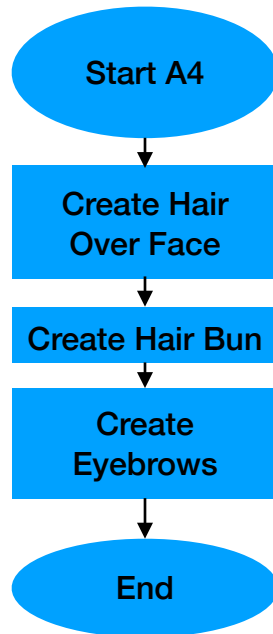 Start A4
Create Hair
Over Face
Create Hair Bun
Create
Eyebrows
End